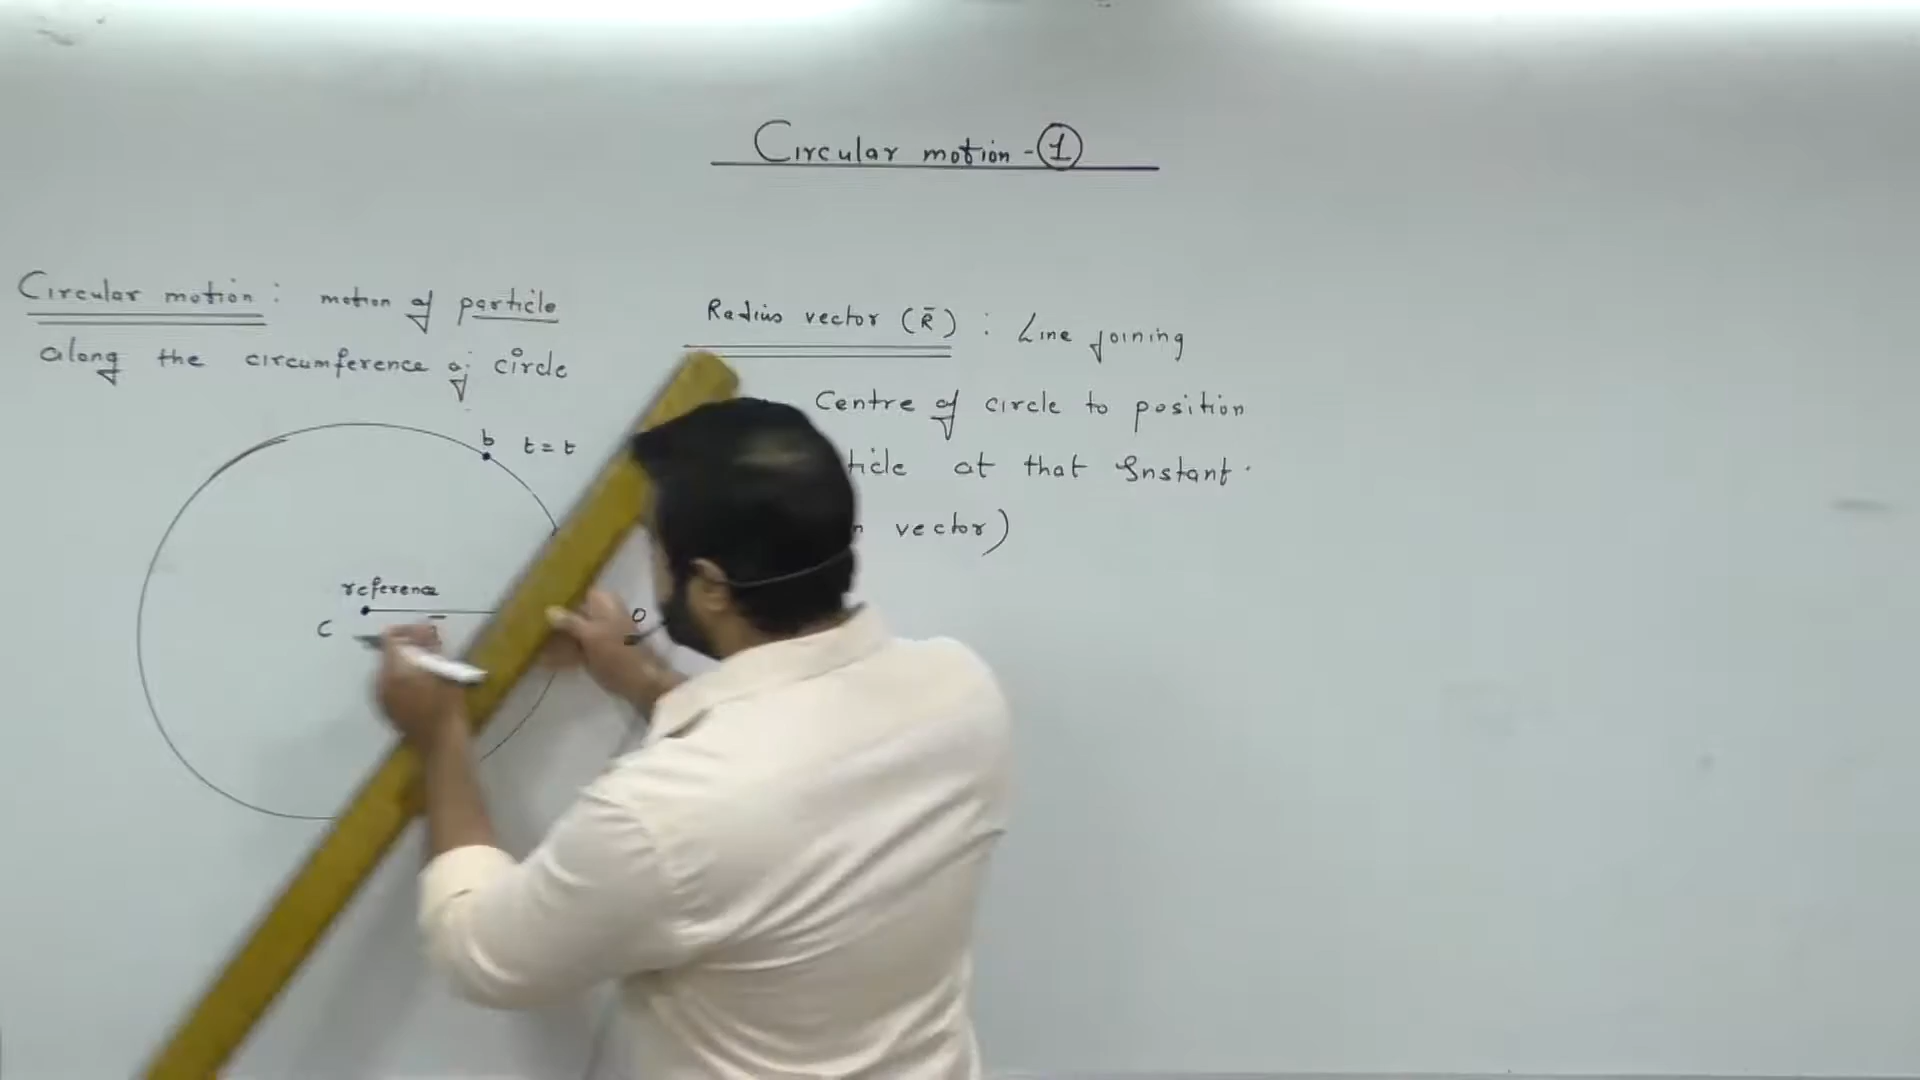 Circular motion - 1
Circular motion : motion of particle
along the circumference of circle
Radius vector (R̄) : Line joining
Centre of circle to position
ticle at that Instant .
n vector)
b t = t
reference
C
0